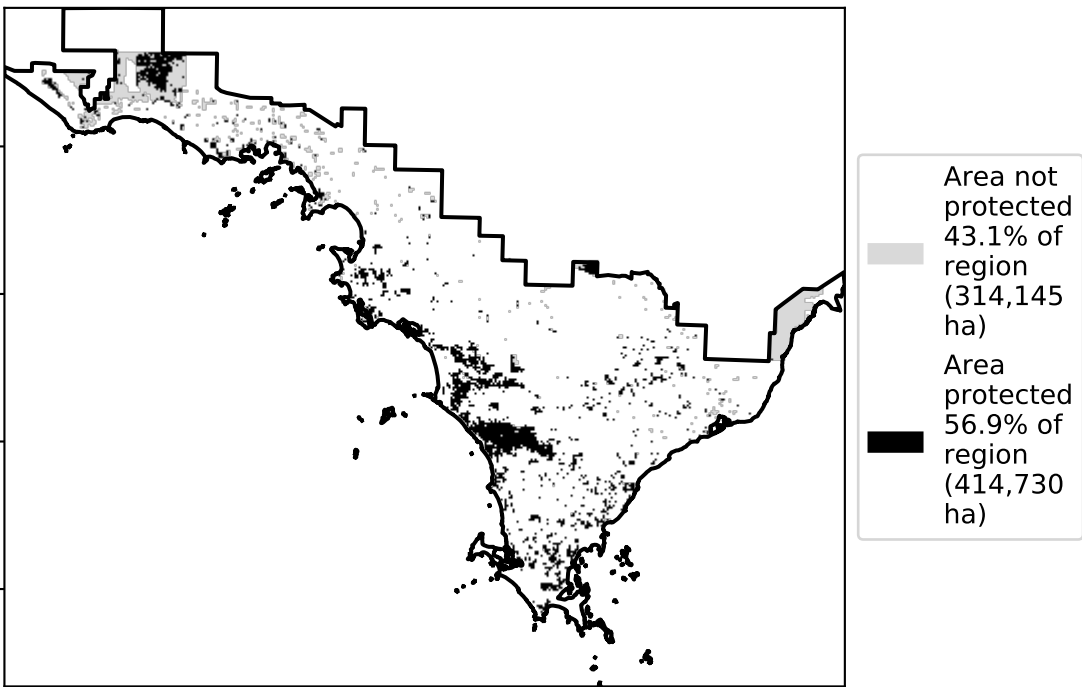 Area not
protected
43.1% of
region
(314,145
ha)
Area
protected
56.9% of
region
(414,730
ha)